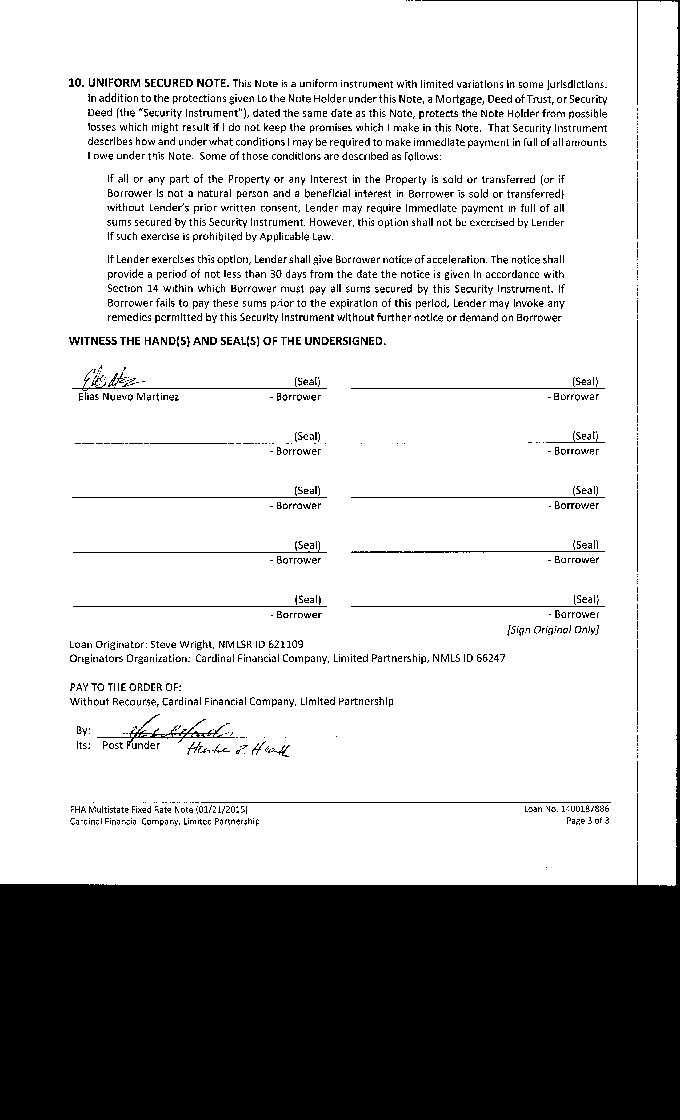 10. UNIFORM SECURED NOTE. This Note is a uniform instrument with limited variations in some jurisdictions.
In addition to the protections given to the Note Holder under this Note, a Mortgage, Deed of Trust, or Security
Deed (the "Security Instrument"), dated the same date as this Note, protects the Note Holder from possible
losses which might result if I do not keep the promises which I make in this Note. That Security Instrument
describes how and under what conditions I may be required to make immediate payment in full of all amounts
I owe under this Note. Some of those conditions are described as follows:
If all or any part of the Property or any Interest in the Property is sold or transferred (or if
Borrower is not a natural person and a beneficial interest in Borrower is sold or transferred)
without Lender's prior written consent, Lender may require immediate payment in full of all
sums secured by this Security Instrument. However, this option shall not be exercised by Lender
if such exercise is prohibited by Applicable Law.
If Lender exercises this option, Lender shall give Borrower notice of acceleration. The notice shall
provide a period of not less than 30 days from the date the notice is given in accordance with
Section 14 within which Borrower must pay all sums secured by this Security Instrument. If
Borrower fails to pay these sums prior to the expiration of this period, Lender may invoke any
remedies permitted by this Security Instrument without further notice or demand on Borrower
WITNESS THE HAND(S) AND SEAL(S) OF THE UNDERSIGNED.
(Seal) (Seal)
Elias Nuevo Martinez - Borrower - Borrower
(Seal) (Seal)
- Borrower - Borrower
(Seal) (Seal)
- Borrower - Borrower
(Seal) (Seal)
- Borrower - Borrower
(Seal) (Seal)
- Borrower - Borrower
[Sign Original Only]
Loan Originator: Steve Wright, NMLSR ID 621109
Originators Organization: Cardinal Financial Company, Limited Partnership, NMLS ID 66247
PAY TO THE ORDER OF:
Without Recourse, Cardinal Financial Company, Limited Partnership
By:
Its: Post Funder
FHA Multistate Fixed Rate Note (01/21/2015) Loan No. 1400187886
Cardinal Financial Company, Limited Partnership Page 3 of 3